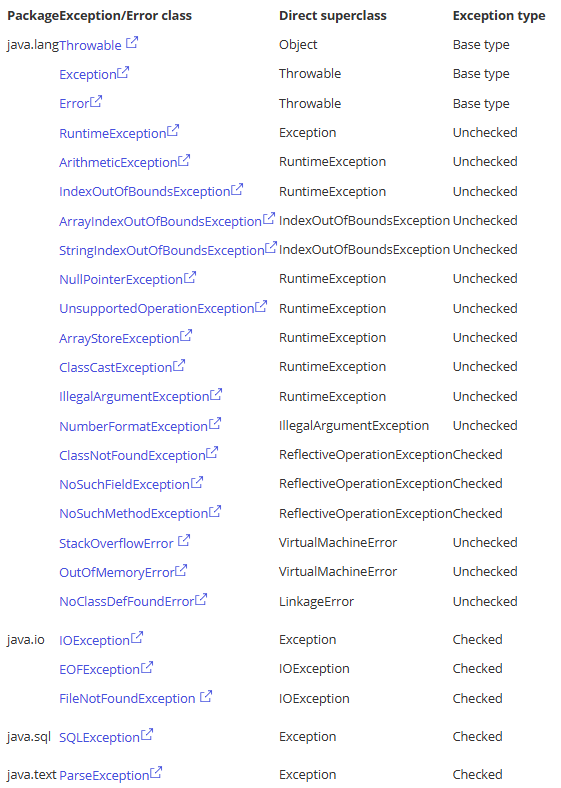 Package Exception/Error class Direct superclass Exception type
java.lang Throwable Object Base type
Exception Throwable Base type
Error Throwable Base type
RuntimeException Exception Unchecked
ArithmeticException RuntimeException Unchecked
IndexOutOfBoundsException RuntimeException Unchecked
ArrayIndexOutOfBoundsException IndexOutOfBoundsException Unchecked
StringIndexOutOfBoundsException IndexOutOfBoundsException Unchecked
NullPointerException RuntimeException Unchecked
UnsupportedOperationException RuntimeException Unchecked
ArrayStoreException RuntimeException Unchecked
ClassCastException RuntimeException Unchecked
IllegalArgumentException RuntimeException Unchecked
NumberFormatException IllegalArgumentException Unchecked
ClassNotFoundException ReflectiveOperationException Checked
NoSuchFieldException ReflectiveOperationException Checked
NoSuchMethodException ReflectiveOperationException Checked
StackOverflowError VirtualMachineError Unchecked
OutOfMemoryError VirtualMachineError Unchecked
NoClassDefFoundError LinkageError Unchecked
java.io IOException Exception Checked
EOFException IOException Checked
FileNotFoundException IOException Checked
java.sql SQLException Exception Checked
java.text ParseException Exception Checked